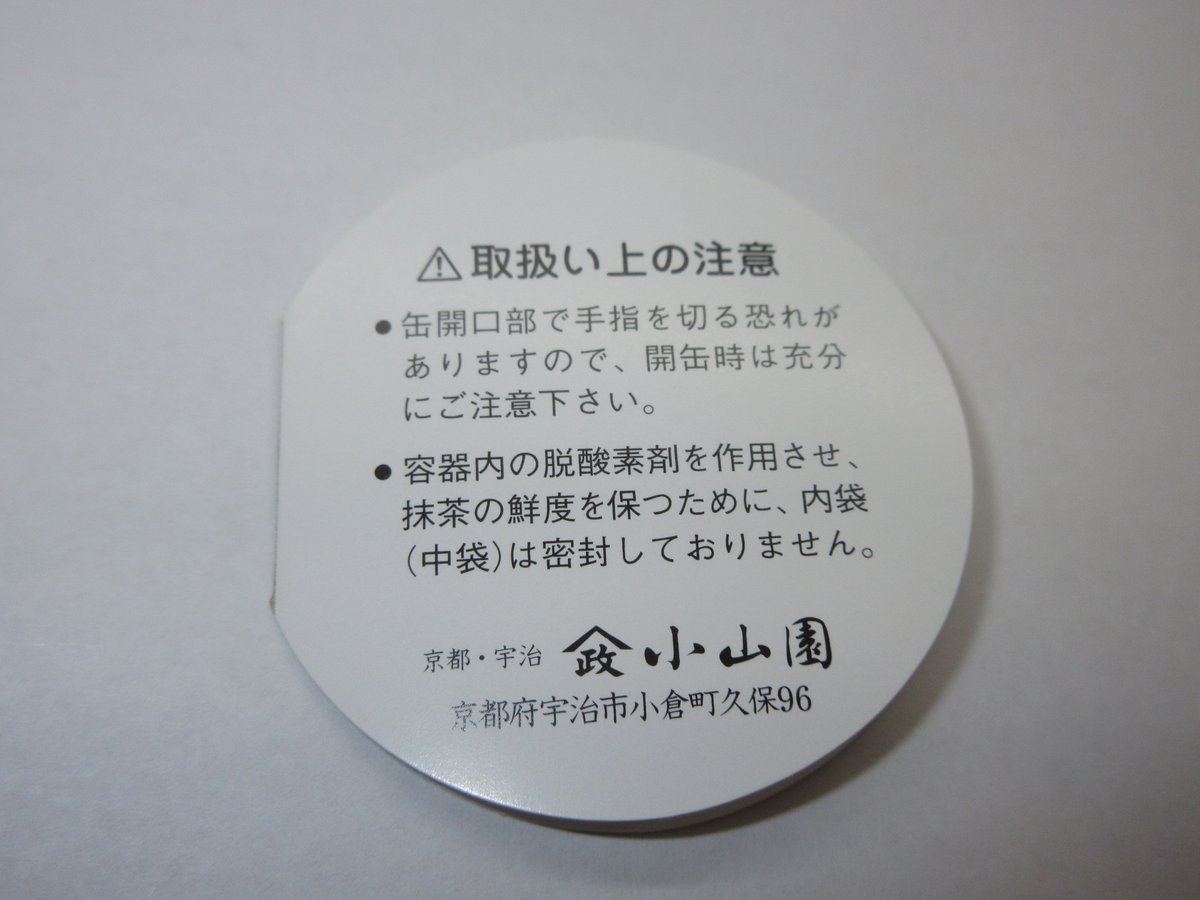 ⚠取扱い上の注意
●缶開口部で手指を切る恐れが
ありますので、開缶時は充分
にご注意下さい。
●容器内の脱酸素剤を作用させ、
抹茶の鮮度を保つために、内袋
(中袋)は密封しておりません。
京都・宇治 政 小山園
京都府宇治市小倉町久保96